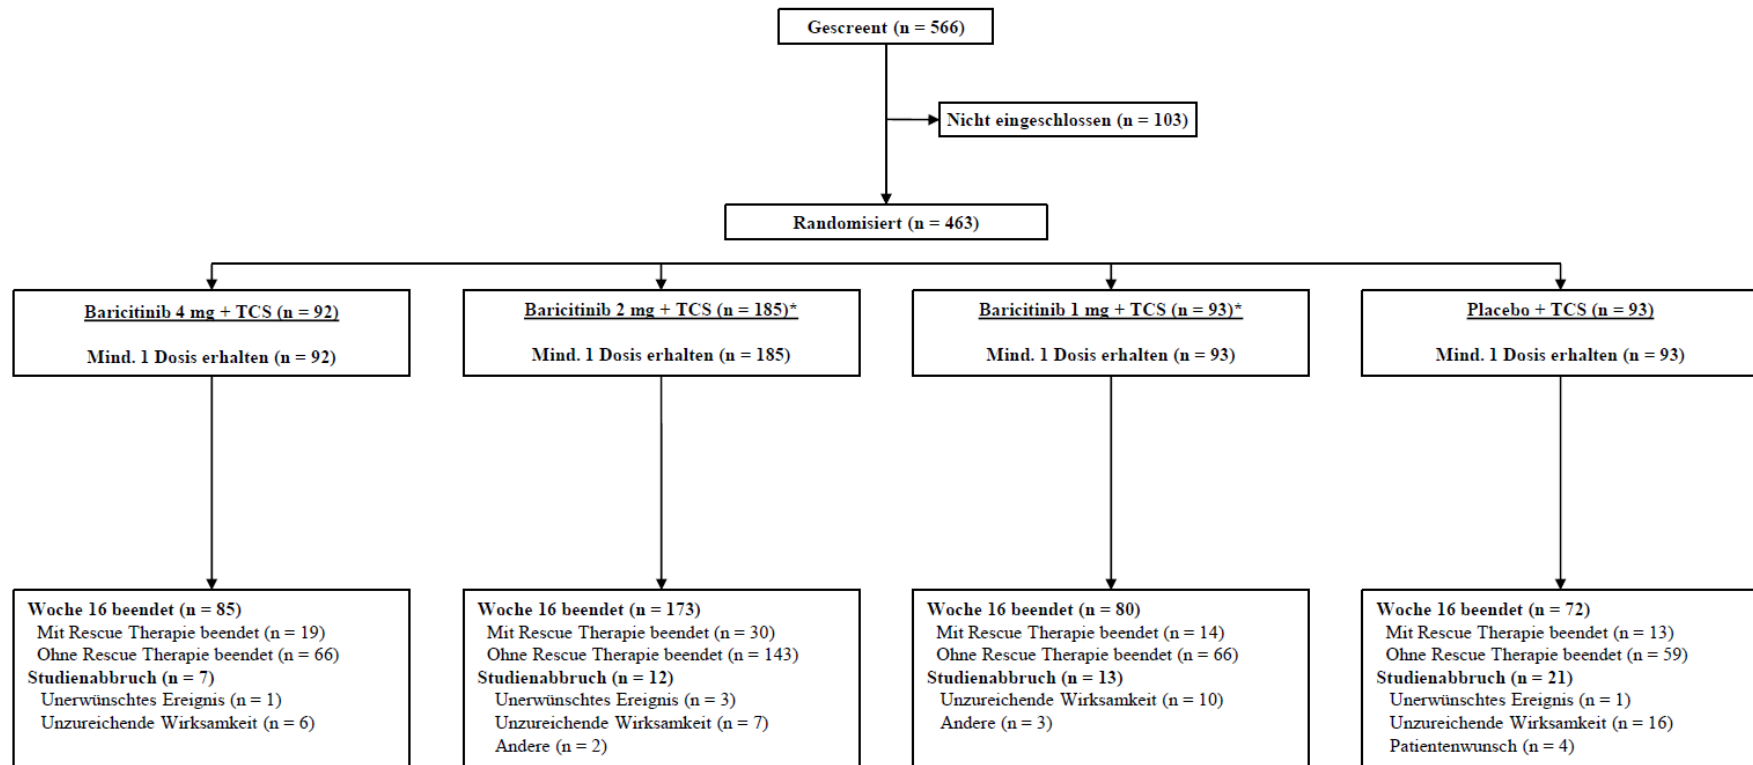 Gescreent (n = 566)
Nicht eingeschlossen (n = 103)
Randomisiert (n = 463)
Baricitinib 4 mg + TCS (n = 92)
Mind. 1 Dosis erhalten (n = 92)
Baricitinib 2 mg + TCS (n = 185)*
Mind. 1 Dosis erhalten (n = 185)
Baricitinib 1 mg + TCS (n = 93)*
Mind. 1 Dosis erhalten (n = 93)
Placebo + TCS (n = 93)
Mind. 1 Dosis erhalten (n = 93)
Woche 16 beendet (n = 85)
Mit Rescue Therapie beendet (n = 19)
Ohne Rescue Therapie beendet (n = 66)
Studienabbruch (n = 7)
Unerwünschtes Ereignis (n = 1)
Unzureichende Wirksamkeit (n = 6)
Woche 16 beendet (n = 173)
Mit Rescue Therapie beendet (n = 30)
Ohne Rescue Therapie beendet (n = 143)
Studienabbruch (n = 12)
Unerwünschtes Ereignis (n = 3)
Unzureichende Wirksamkeit (n = 7)
Andere (n = 2)
Woche 16 beendet (n = 80)
Mit Rescue Therapie beendet (n = 14)
Ohne Rescue Therapie beendet (n = 66)
Studienabbruch (n = 13)
Unzureichende Wirksamkeit (n = 10)
Andere (n = 3)
Woche 16 beendet (n = 72)
Mit Rescue Therapie beendet (n = 13)
Ohne Rescue Therapie beendet (n = 59)
Studienabbruch (n = 21)
Unerwünschtes Ereignis (n = 1)
Unzureichende Wirksamkeit (n = 16)
Patientenwunsch (n = 4)